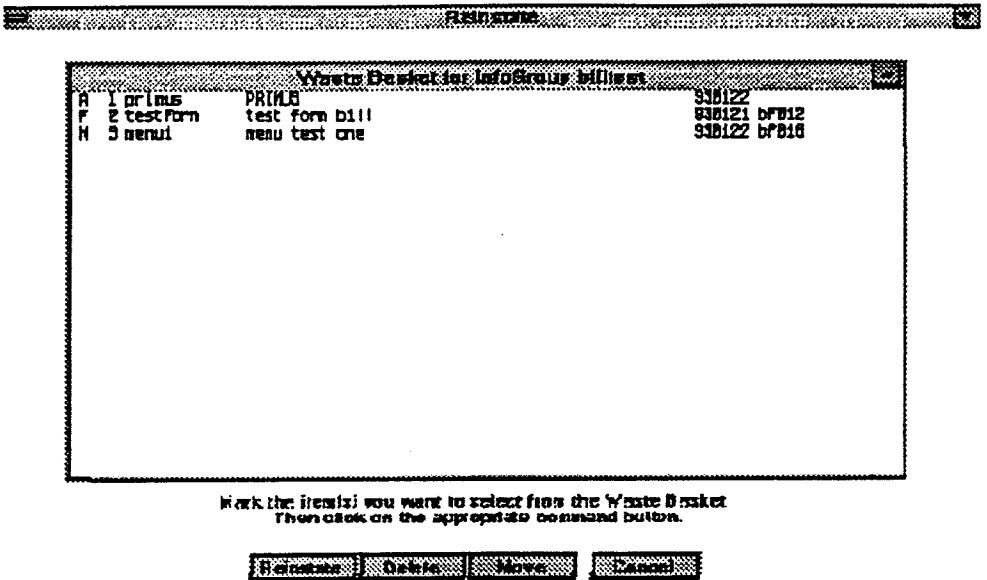 Reinstate
Waste Basket for InfoGroup billtest
A 1 primus PRIMUS 930122
F 2 testform test form bill 930121 bf012
M 3 menu1 menu test one 930122 bf016
Mark the item(s) you want to select from the Waste Basket
Then click on the appropriate command button.
Reinstate Delete Move Cancel